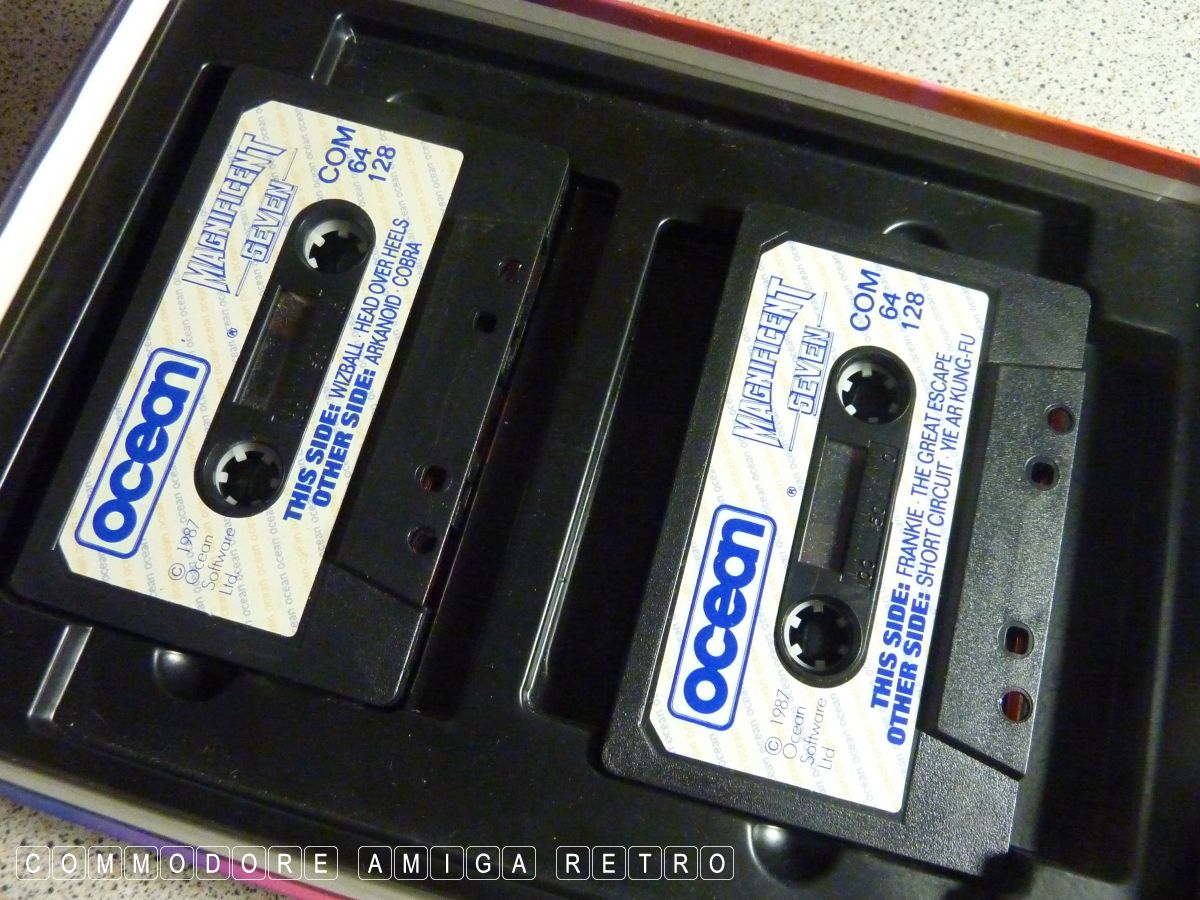 MAGNIFICENT
SEVEN
COM
64
128
ocean
®
THIS SIDE: WIZBALL · HEAD OVER HEELS
OTHER SIDE: ARKANOID · COBRA
© 1987
Ocean
Software
Ltd
MAGNIFICENT
SEVEN
COM
64
128
ocean
®
THIS SIDE: FRANKIE · THE GREAT ESCAPE
OTHER SIDE: SHORT CIRCUIT · YIE AR KUNG-FU
© 1987
Ocean
Software
Ltd
COMMODORE AMIGA RETRO